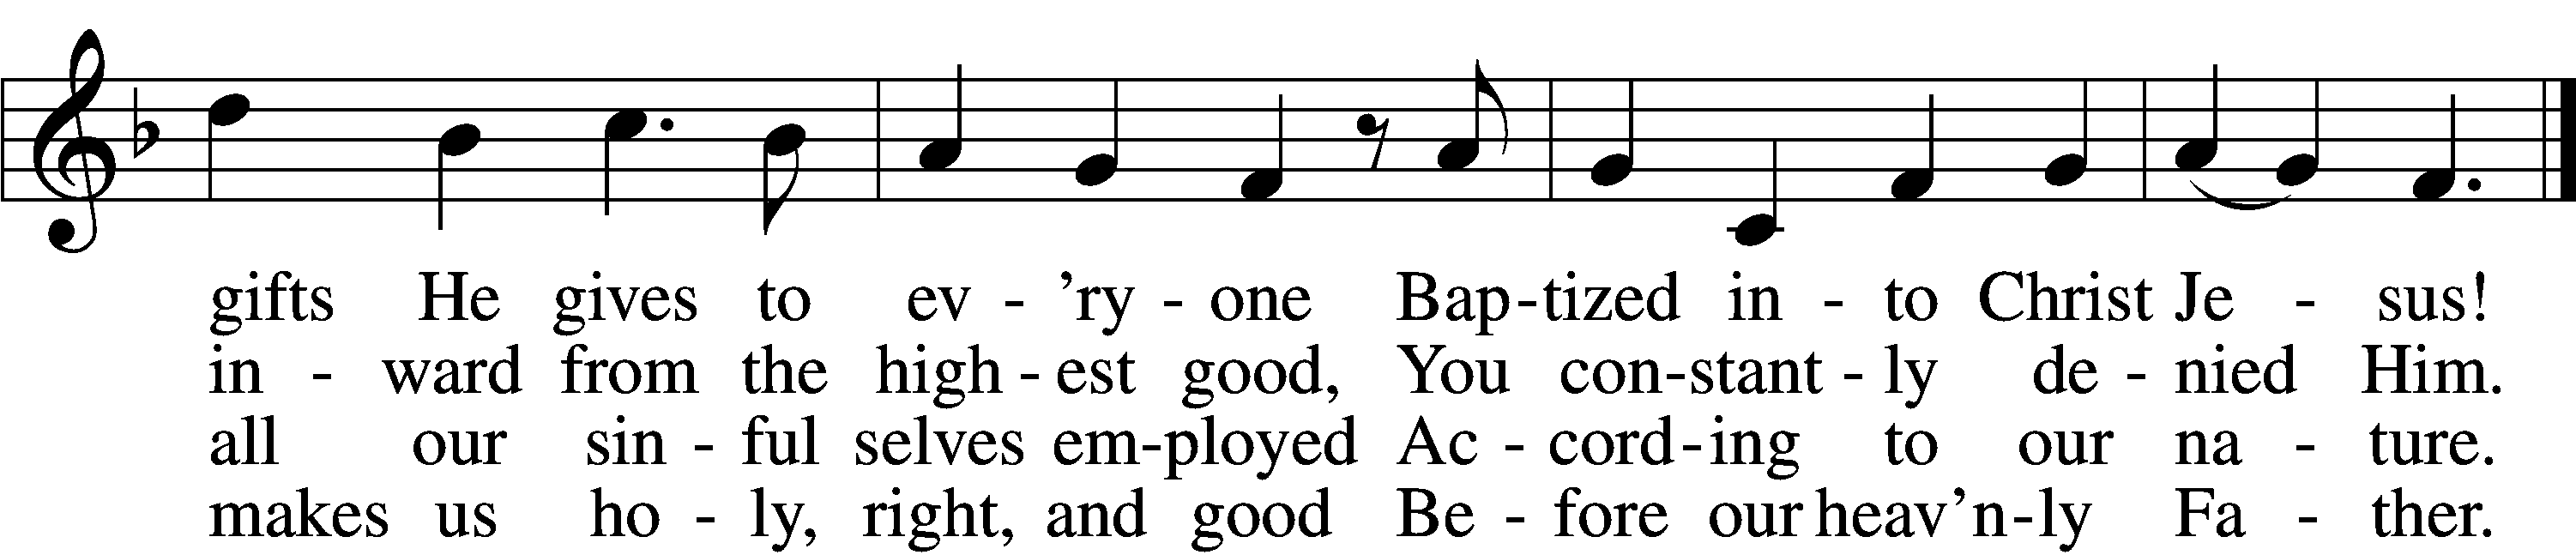 gifts He gives to ev - 'ry - one Bap - tized in - to Christ Je - sus!
in - ward from the high - est good, You con - stant - ly de - nied Him.
all our sin - ful selves em - ployed Ac - cord - ing to our na - ture.
makes us ho - ly, right, and good Be - fore our heav'n - ly Fa - ther.